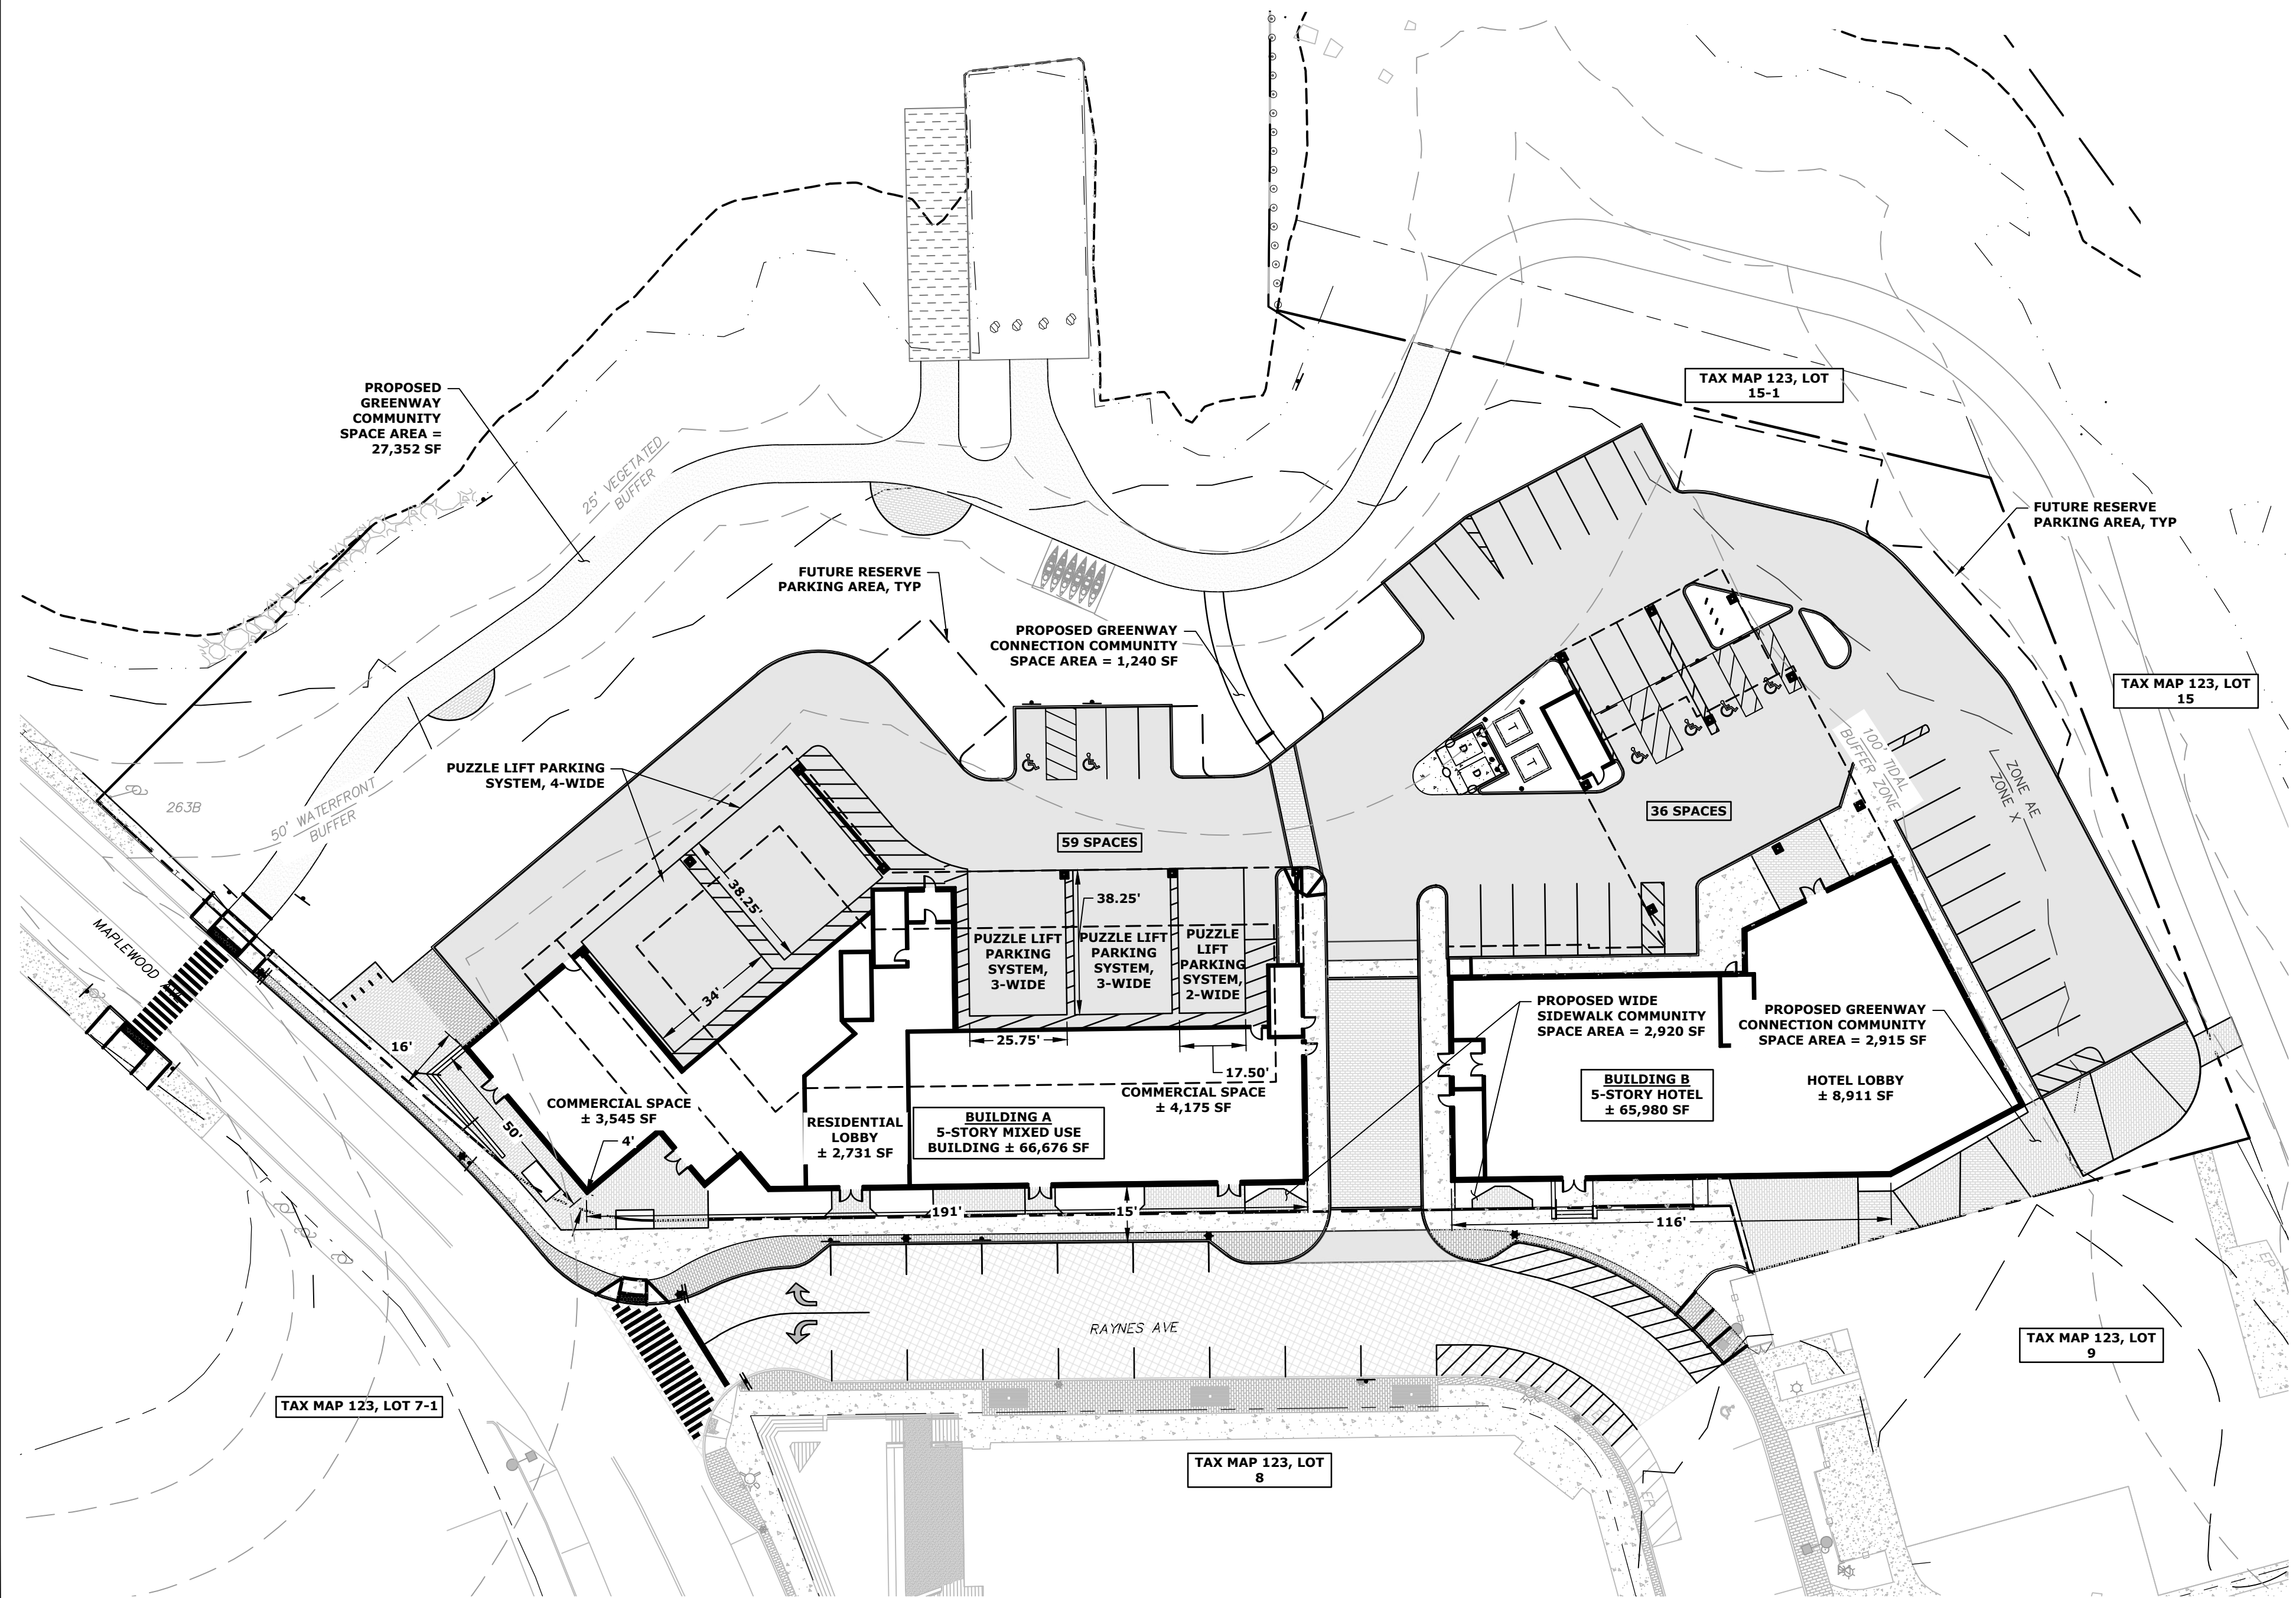 PROPOSED
GREENWAY
COMMUNITY
SPACE AREA =
27,352 SF
25' VEGETATED
BUFFER
TAX MAP 123, LOT
15-1
FUTURE RESERVE
PARKING AREA, TYP
FUTURE RESERVE
PARKING AREA, TYP
PROPOSED GREENWAY
CONNECTION COMMUNITY
SPACE AREA = 1,240 SF
TAX MAP 123, LOT
15
PUZZLE LIFT PARKING
SYSTEM, 4-WIDE
263B
50' WATERFRONT
BUFFER
100' TIDAL
BUFFER ZONE
ZONE AE
ZONE X
T
T
D
D
36 SPACES
59 SPACES
38.25'
34'
38.25'
PUZZLE LIFT
PARKING
SYSTEM,
3-WIDE
PUZZLE LIFT
PARKING
SYSTEM,
3-WIDE
PUZZLE
LIFT
PARKING
SYSTEM,
2-WIDE
25.75'
17.50'
MAPLEWOOD
16'
50'
4'
COMMERCIAL SPACE
± 3,545 SF
RESIDENTIAL
LOBBY
± 2,731 SF
BUILDING A
5-STORY MIXED USE
BUILDING ± 66,676 SF
COMMERCIAL SPACE
± 4,175 SF
PROPOSED WIDE
SIDEWALK COMMUNITY
SPACE AREA = 2,920 SF
PROPOSED GREENWAY
CONNECTION COMMUNITY
SPACE AREA = 2,915 SF
BUILDING B
5-STORY HOTEL
± 65,980 SF
HOTEL LOBBY
± 8,911 SF
191'
15'
116'
RAYNES AVE
EP
EP
TAX MAP 123, LOT
9
TAX MAP 123, LOT 7-1
TAX MAP 123, LOT
8